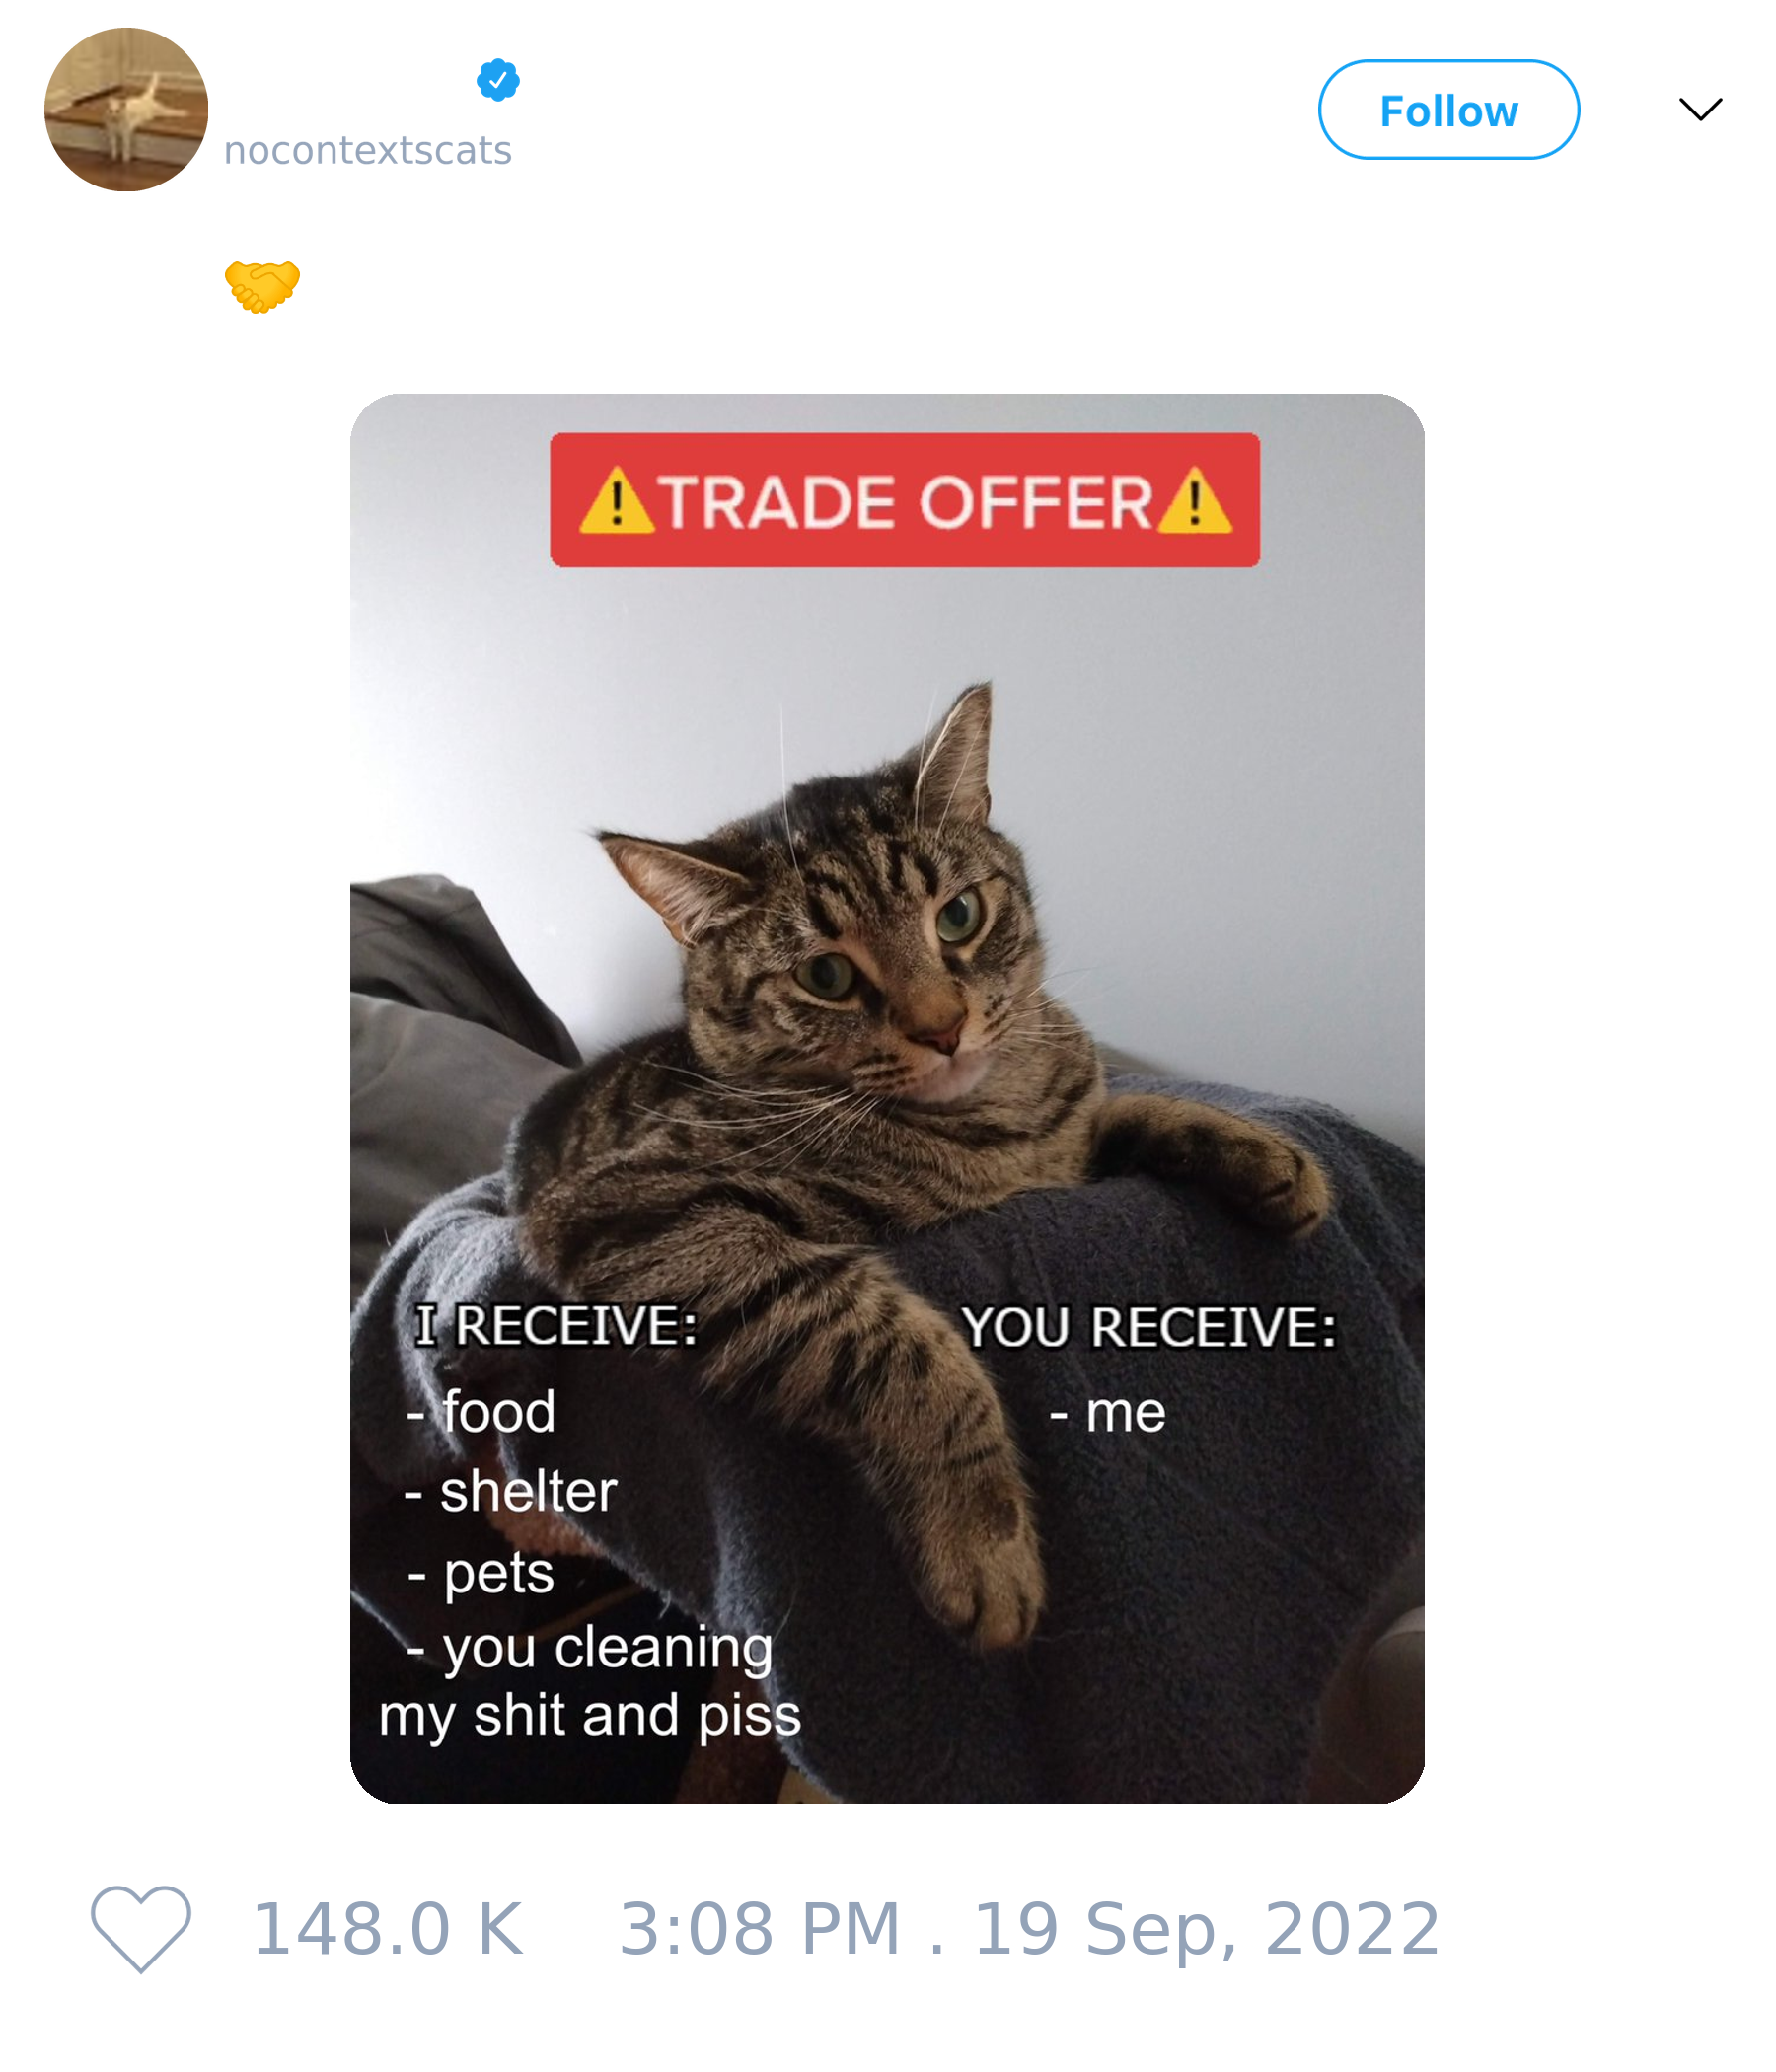 nocontextscats
Follow
🤝
⚠TRADE OFFER⚠
I RECEIVE:
- food
- shelter
- pets
- you cleaning
my shit and piss
YOU RECEIVE:
- me
148.0 K 3:08 PM . 19 Sep, 2022